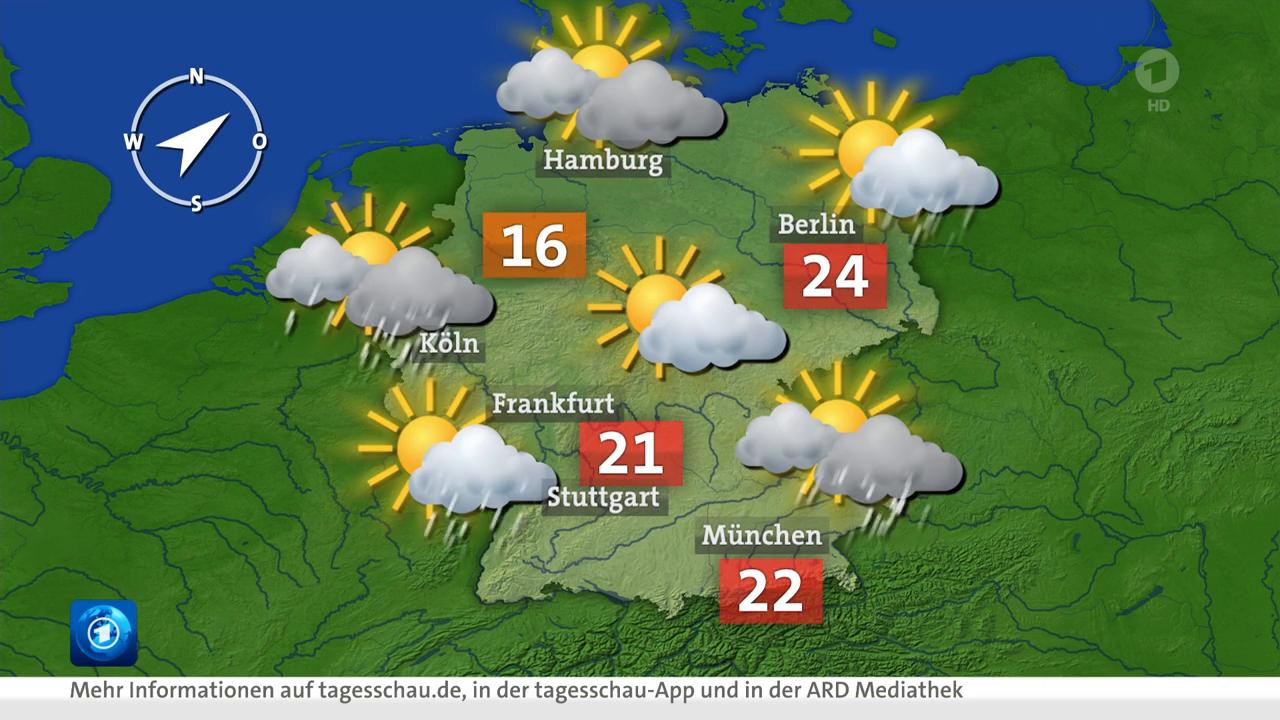 N
W
O
S
1
HD
Hamburg
16
Berlin
24
Köln
Frankfurt
21
Stuttgart
München
22
1
Mehr Informationen auf tagesschau.de, in der tagesschau-App und in der ARD Mediathek